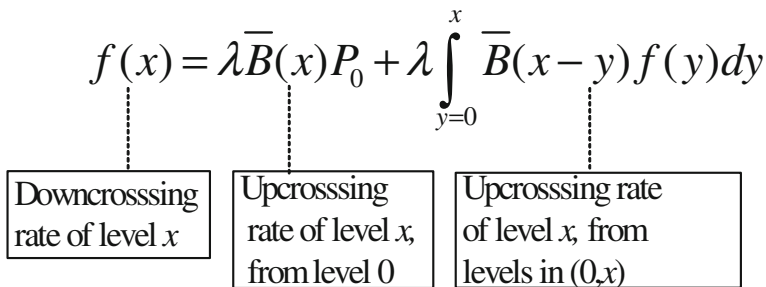 f(x) = λB̅(x)P₀ + λ∫_{y=0}^{x} B̅(x−y)f(y)dy
Downcrosssing
rate of level x
Upcrosssing
rate of level x,
from level 0
Upcrosssing rate
of level x, from
levels in (0,x)